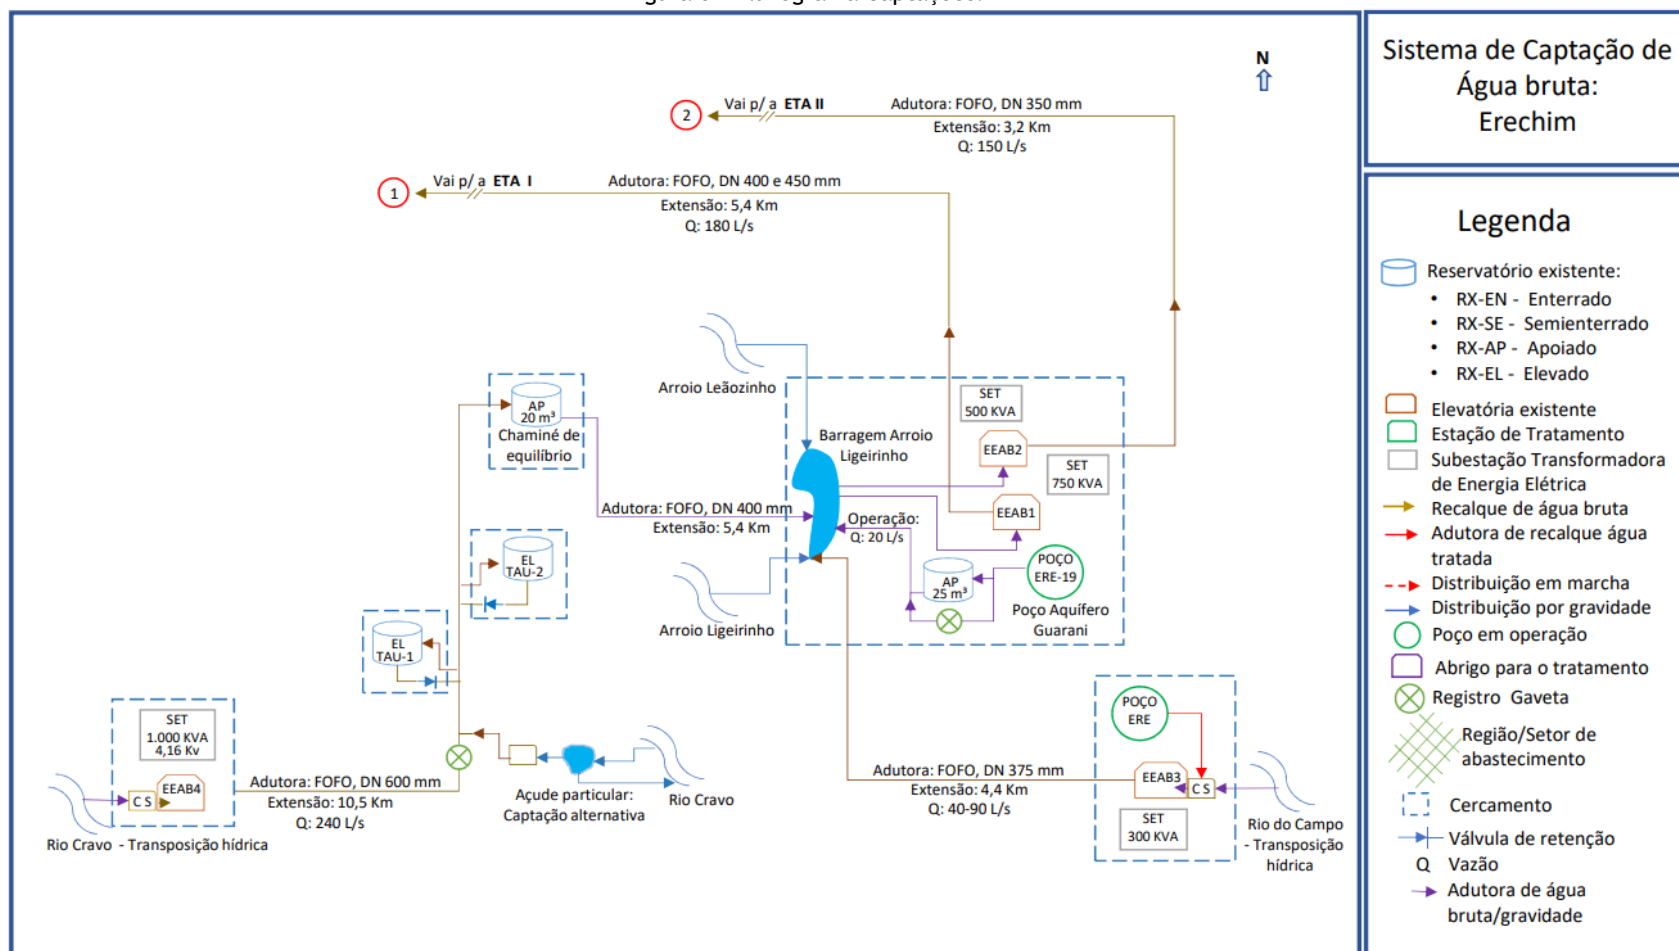 Sistema de Captação de
Água bruta:
Erechim
N
2
Vai p/ a ETA II
Adutora: FOFO, DN 350 mm
Extensão: 3,2 Km
Q: 150 L/s
1
Vai p/ a ETA I
Adutora: FOFO, DN 400 e 450 mm
Extensão: 5,4 Km
Q: 180 L/s
Arroio Leãozinho
AP
20 m³
Chaminé de
equilíbrio
SET
500 KVA
Barragem Arroio
Ligeirinho
EEAB2
SET
750 KVA
Adutora: FOFO, DN 400 mm
Extensão: 5,4 Km
Operação:
Q: 20 L/s
EEAB1
EL
TAU-2
AP
25 m³
POÇO
ERE-19
Poço Aquífero
Guarani
Arroio Ligeirinho
EL
TAU-1
SET
1.000 KVA
4,16 Kv
C S
EEAB4
Adutora: FOFO, DN 600 mm
Extensão: 10,5 Km
Q: 240 L/s
Rio Cravo - Transposição hídrica
Açude particular:
Captação alternativa
Rio Cravo
Adutora: FOFO, DN 375 mm
Extensão: 4,4 Km
Q: 40-90 L/s
POÇO
ERE
EEAB3
C S
SET
300 KVA
Rio do Campo
- Transposição
hídrica
Legenda
Reservatório existente:
• RX-EN - Enterrado
• RX-SE - Semienterrado
• RX-AP - Apoiado
• RX-EL - Elevado
Elevatória existente
Estação de Tratamento
Subestação Transformadora
de Energia Elétrica
Recalque de água bruta
Adutora de recalque água
tratada
Distribuição em marcha
Distribuição por gravidade
Poço em operação
Abrigo para o tratamento
Registro Gaveta
Região/Setor de
abastecimento
Cercamento
Válvula de retenção
Q Vazão
Adutora de água
bruta/gravidade